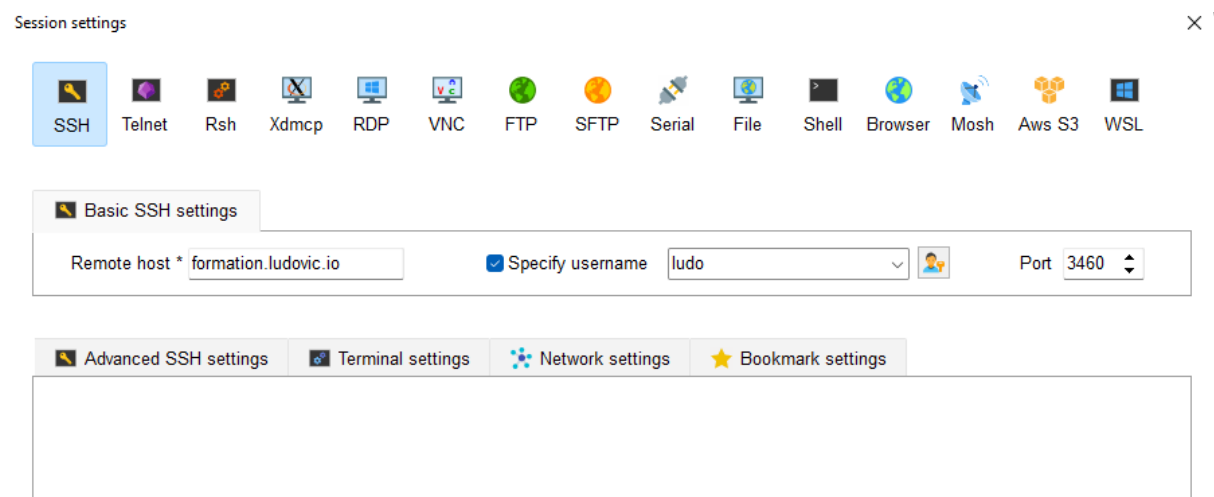 Session settings
SSH Telnet Rsh Xdmcp RDP VNC FTP SFTP Serial File Shell Browser Mosh Aws S3 WSL
Basic SSH settings
Remote host * formation.ludovic.io Specify username ludo Port 3460
Advanced SSH settings Terminal settings Network settings Bookmark settings